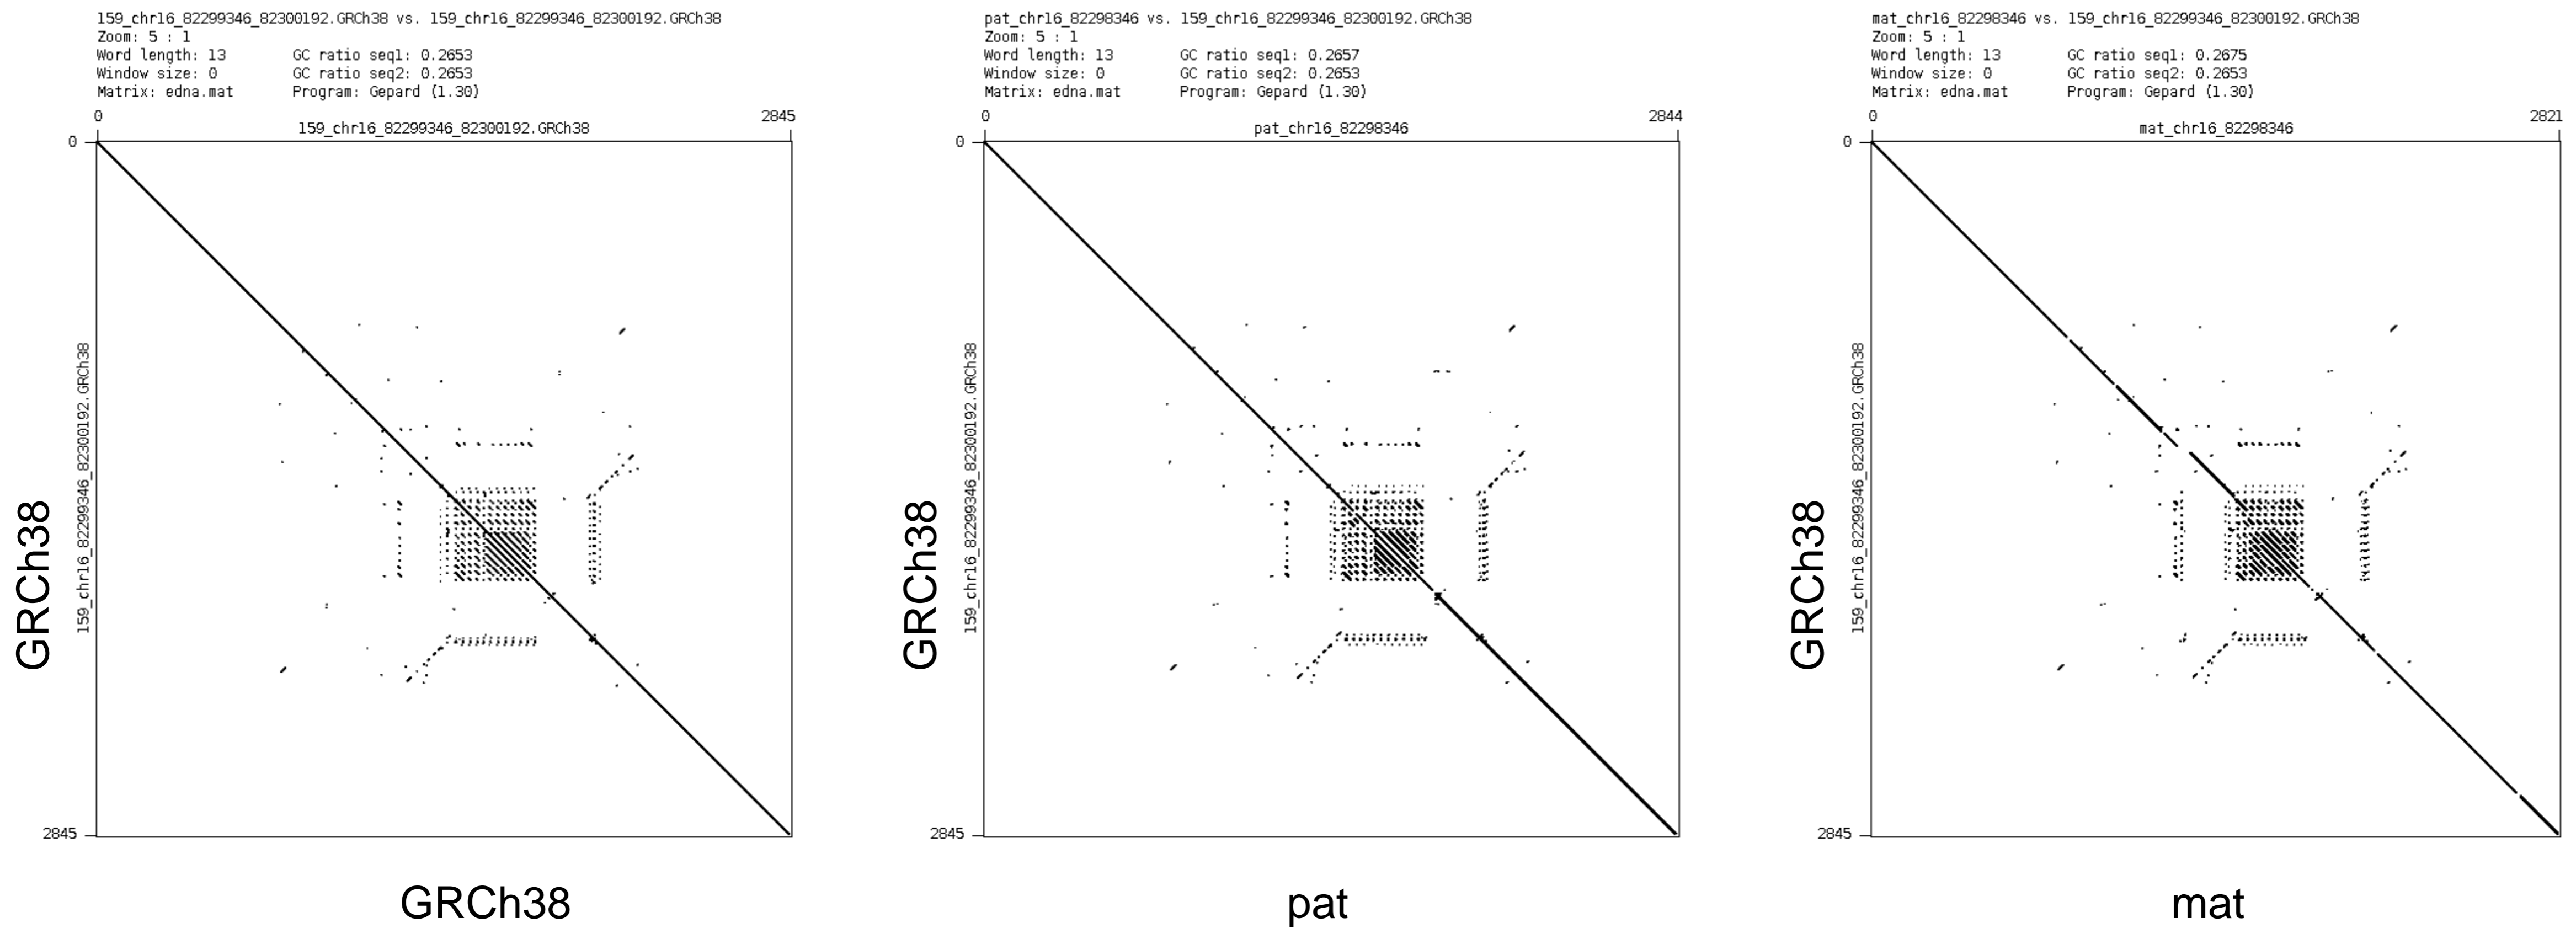 159_chr16_82299346_82300192.GRCh38 vs. 159_chr16_82299346_82300192.GRCh38
Zoom: 5 : 1
Word length: 13 GC ratio seq1: 0.2653
Window size: 0 GC ratio seq2: 0.2653
Matrix: edna.mat Program: Gepard (1.30)
0 2845
159_chr16_82299346_82300192.GRCh38
0
159_chr16_82299346_82300192.GRCh38
GRCh38
2845
GRCh38
pat_chr16_82298346 vs. 159_chr16_82299346_82300192.GRCh38
Zoom: 5 : 1
Word length: 13 GC ratio seq1: 0.2657
Window size: 0 GC ratio seq2: 0.2653
Matrix: edna.mat Program: Gepard (1.30)
0 2844
pat_chr16_82298346
0
159_chr16_82299346_82300192.GRCh38
GRCh38
2845
pat
mat_chr16_82298346 vs. 159_chr16_82299346_82300192.GRCh38
Zoom: 5 : 1
Word length: 13 GC ratio seq1: 0.2675
Window size: 0 GC ratio seq2: 0.2653
Matrix: edna.mat Program: Gepard (1.30)
0 2821
mat_chr16_82298346
0
159_chr16_82299346_82300192.GRCh38
GRCh38
2845
mat